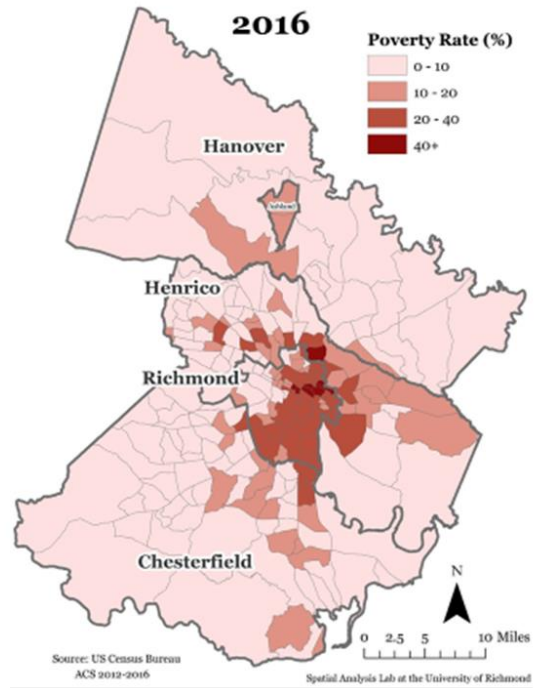 2016
Poverty Rate (%)
0 - 10
10 - 20
20 - 40
40+
Hanover
Ashland
Henrico
Richmond
Chesterfield
N
0 2.5 5 10 Miles
Source: US Census Bureau
ACS 2012-2016
Spatial Analysis Lab at the University of Richmond